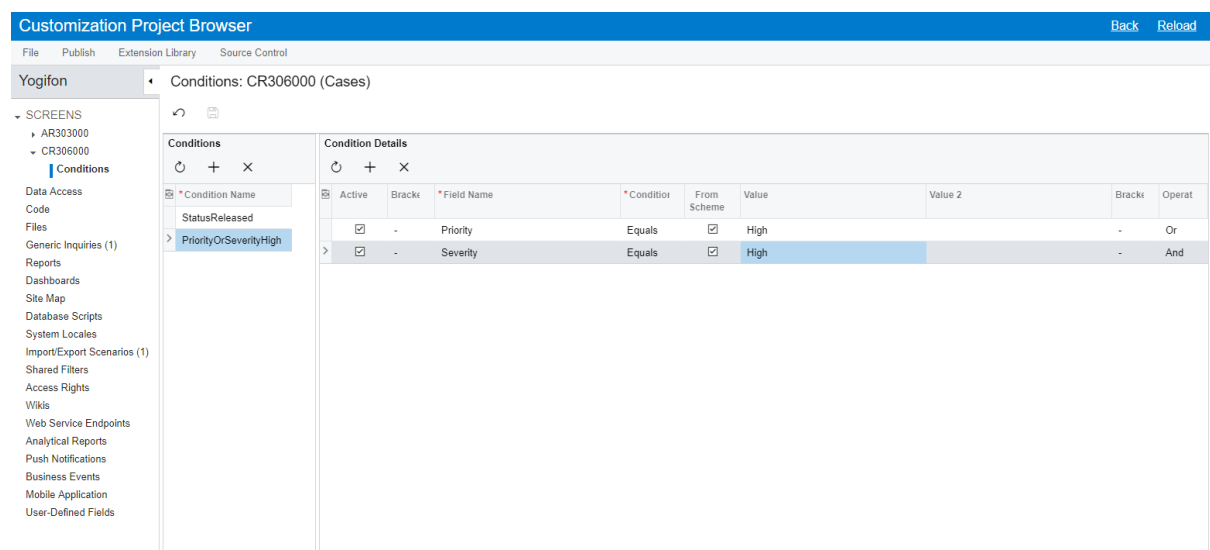 Customization Project Browser Back Reload
File Publish Extension Library Source Control
Yogifon
Conditions: CR306000 (Cases)
SCREENS
AR303000
CR306000
Conditions
Data Access
Code
Files
Generic Inquiries (1)
Reports
Dashboards
Site Map
Database Scripts
System Locales
Import/Export Scenarios (1)
Shared Filters
Access Rights
Wikis
Web Service Endpoints
Analytical Reports
Push Notifications
Business Events
Mobile Application
User-Defined Fields
Conditions
* Condition Name
StatusReleased
PriorityOrSeverityHigh
Condition Details
Active Bracke * Field Name * Condition From Scheme Value Value 2 Bracke Operat
- Priority Equals High - Or
- Severity Equals High - And